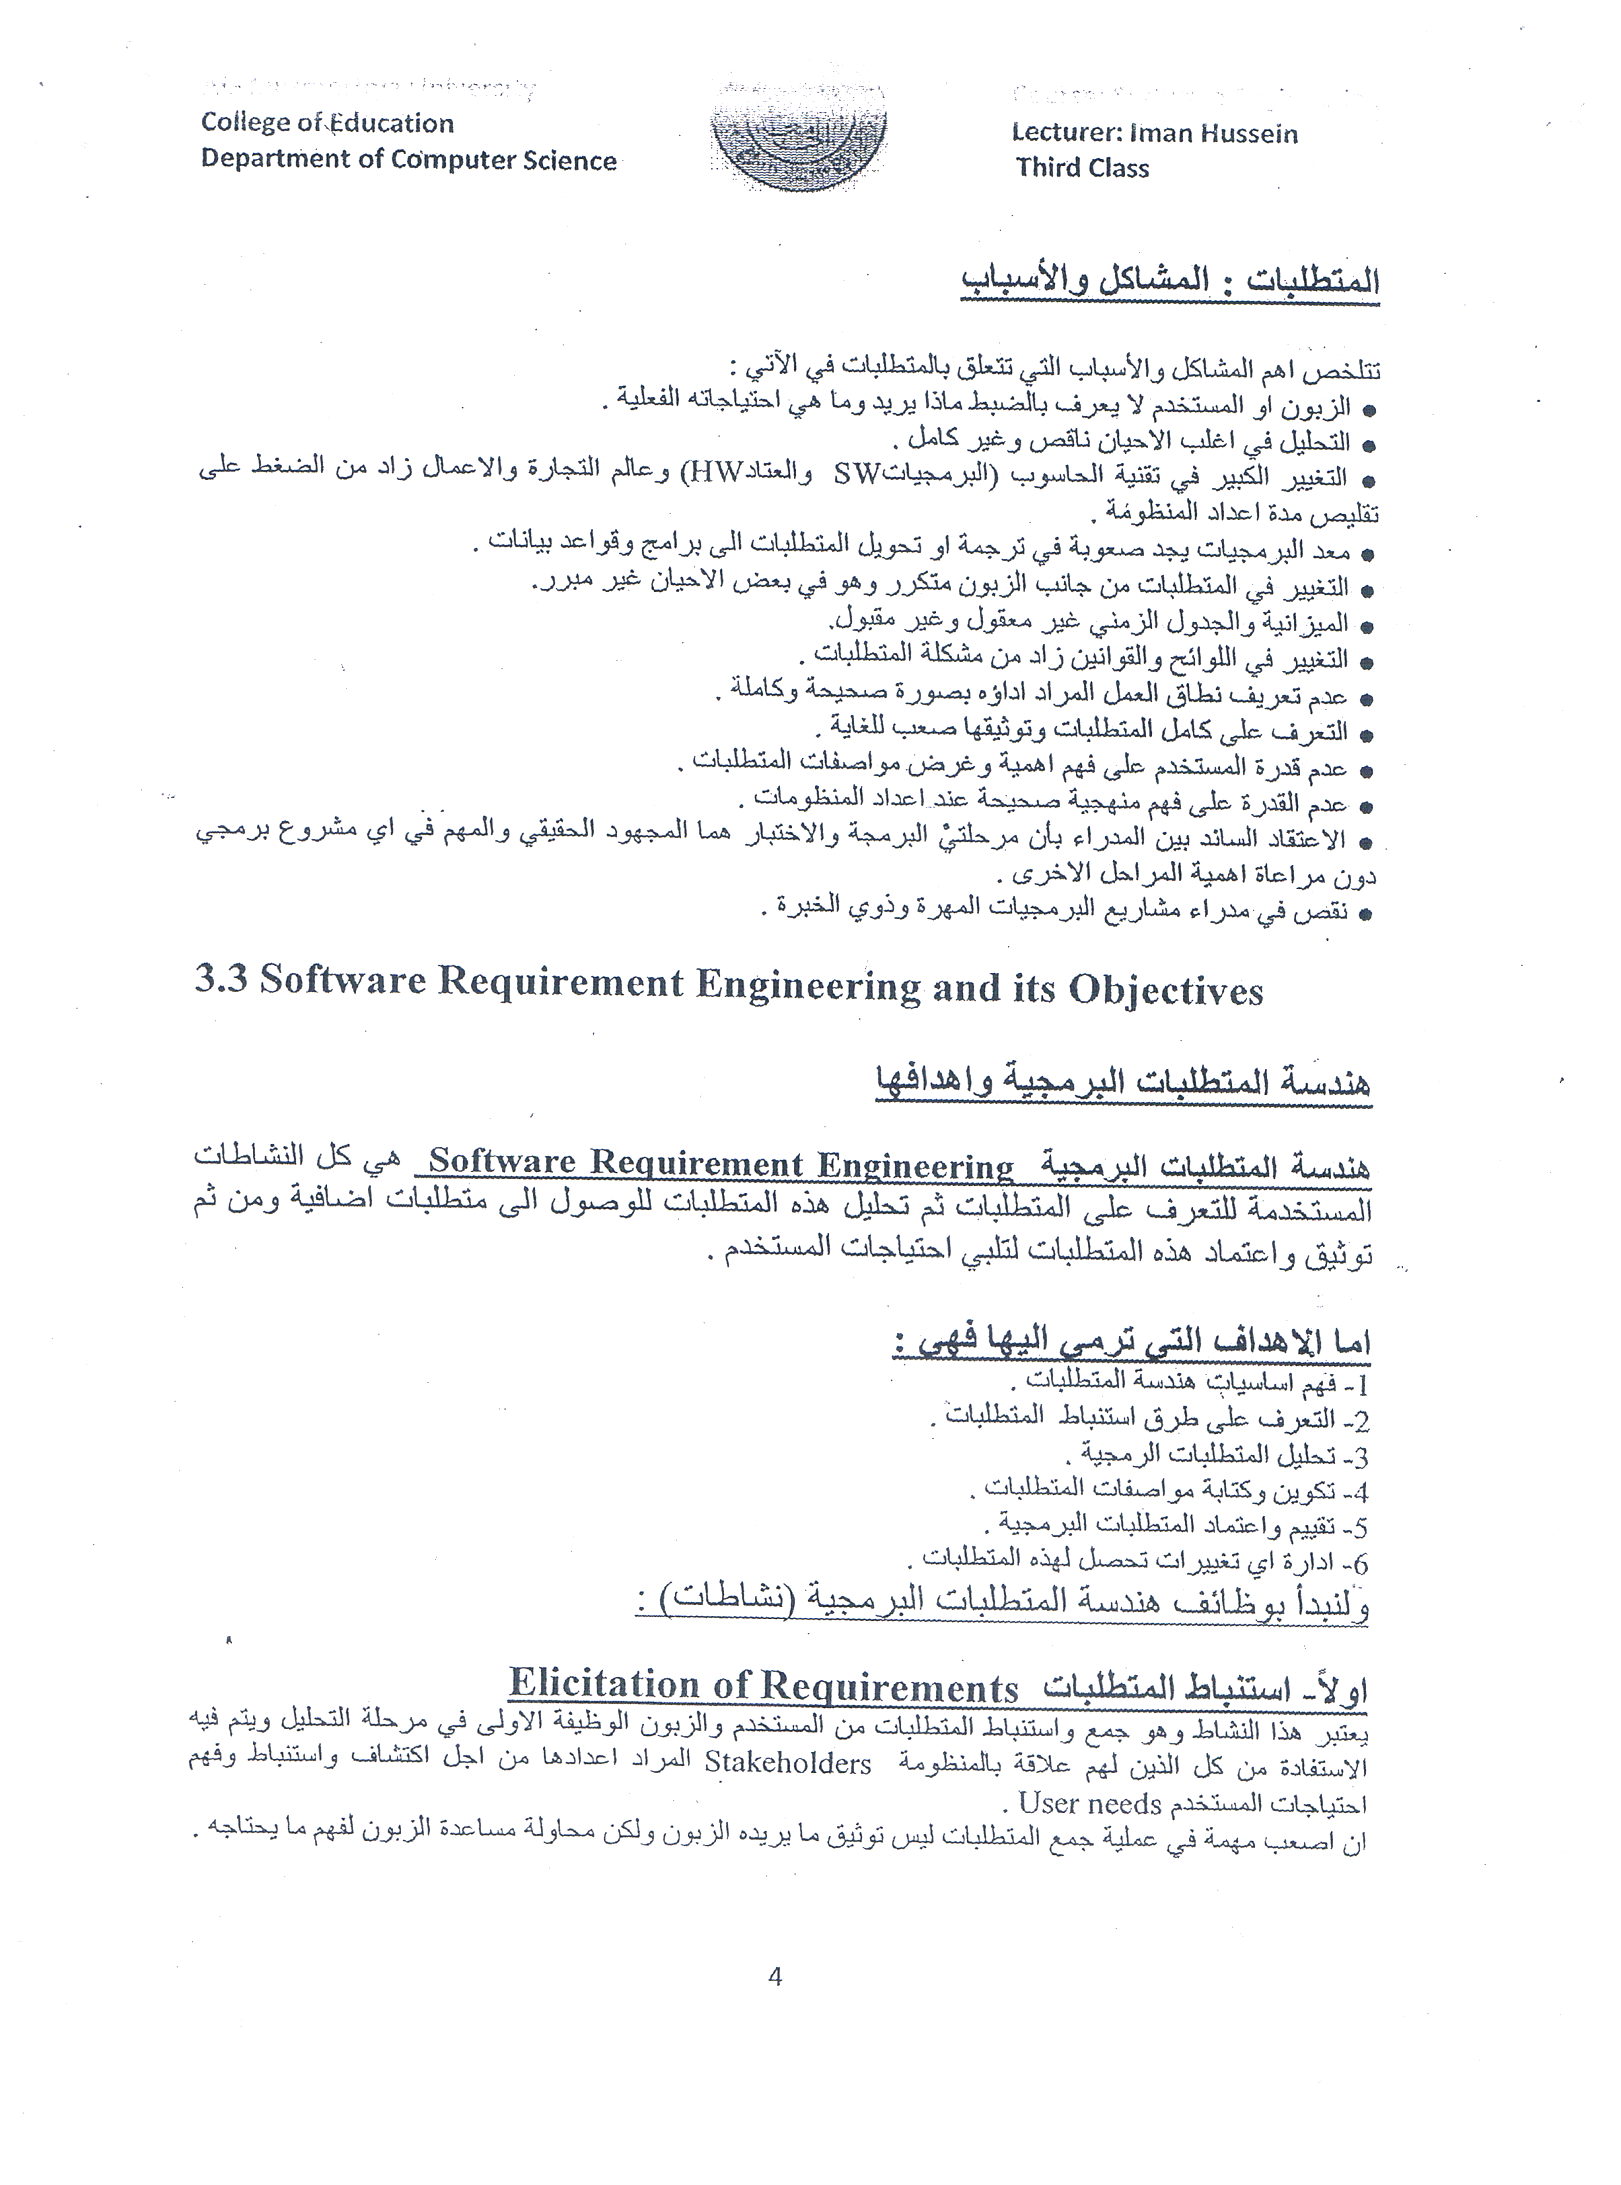 University
College of Education
Department of Computer Science
Lecturer: Iman Hussein
Third Class
المتطلبات : المشاكل والأسباب
تتلخص اهم المشاكل والأسباب التي تتعلق بالمتطلبات في الآتي :
● الزبون او المستخدم لا يعرف بالضبط ماذا يريد وما هي احتياجاته الفعلية .
● التحليل في اغلب الاحيان ناقص وغير كامل .
● التغيير الكبير في تقنية الحاسوب (البرمجيات SW والعتاد HW) وعالم التجارة والاعمال زاد من الضغط على
تقليص مدة اعداد المنظومة .
● معد البرمجيات يجد صعوبة في ترجمة او تحويل المتطلبات الى برامج وقواعد بيانات .
● التغيير في المتطلبات من جانب الزبون متكرر وهو في بعض الاحيان غير مبرر.
● الميزانية والجدول الزمني غير معقول وغير مقبول.
● التغيير في اللوائح والقوانين زاد من مشكلة المتطلبات .
● عدم تعريف نطاق العمل المراد اداؤه بصورة صحيحة وكاملة .
● التعرف على كامل المتطلبات وتوثيقها صعب للغاية .
● عدم قدرة المستخدم على فهم اهمية وغرض مواصفات المتطلبات .
● عدم القدرة على فهم منهجية صحيحة عند اعداد المنظومات .
● الاعتقاد السائد بين المدراء بأن مرحلتيْ البرمجة والاختبار هما المجهود الحقيقي والمهم في اي مشروع برمجي
دون مراعاة اهمية المراحل الاخرى .
● نقص في مدراء مشاريع البرمجيات المهرة وذوي الخبرة .
3.3 Software Requirement Engineering and its Objectives
هندسة المتطلبات البرمجية واهدافها
هندسة المتطلبات البرمجية Software Requirement Engineering هي كل النشاطات
المستخدمة للتعرف على المتطلبات ثم تحليل هذه المتطلبات للوصول الى متطلبات اضافية ومن ثم
توثيق واعتماد هذه المتطلبات لتلبي احتياجات المستخدم .
اما الاهداف التي ترمي اليها فهي :
1- فهم اساسيات هندسة المتطلبات .
2- التعرف على طرق استنباط المتطلبات .
3- تحليل المتطلبات الرمجية .
4- تكوين وكتابة مواصفات المتطلبات .
5- تقييم واعتماد المتطلبات البرمجية .
6- ادارة اي تغييرات تحصل لهذه المتطلبات .
ولنبدأ بوظائف هندسة المتطلبات البرمجية (نشاطات) :
اولاً- استنباط المتطلبات Elicitation of Requirements
يعتبر هذا النشاط وهو جمع واستنباط المتطلبات من المستخدم والزبون الوظيفة الاولى في مرحلة التحليل ويتم فيه
الاستفادة من كل الذين لهم علاقة بالمنظومة Stakeholders المراد اعدادها من اجل اكتشاف واستنباط وفهم
احتياجات المستخدم User needs .
ان اصعب مهمة في عملية جمع المتطلبات ليس توثيق ما يريده الزبون ولكن محاولة مساعدة الزبون لفهم ما يحتاجه .
4